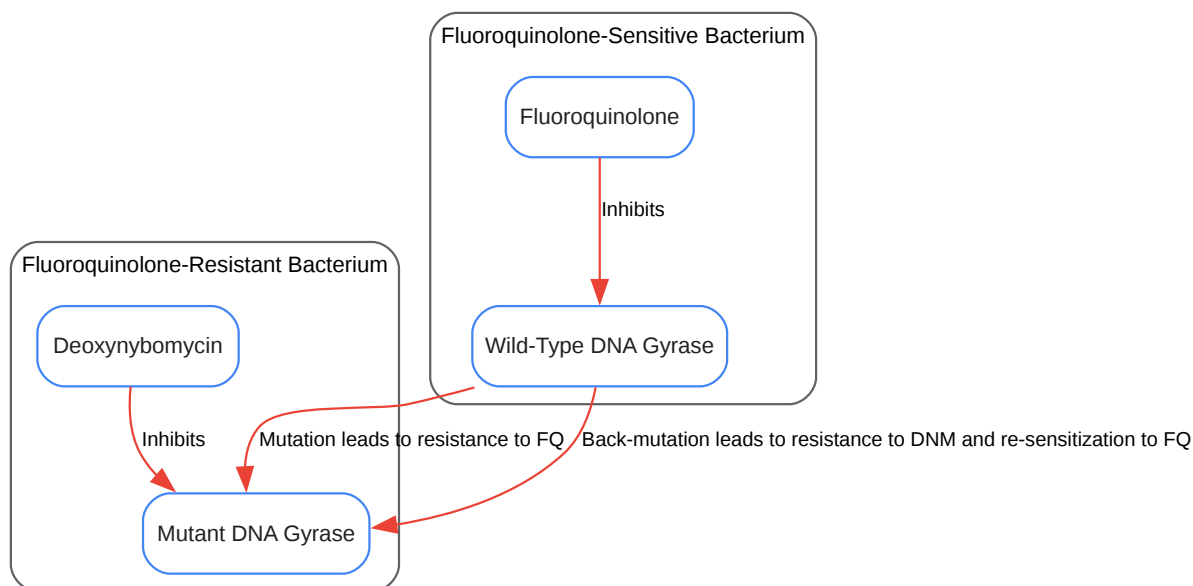 Fluoroquinolone-Sensitive Bacterium
Fluoroquinolone
Inhibits
Fluoroquinolone-Resistant Bacterium
Deoxynybomycin
Wild-Type DNA Gyrase
Inhibits
Mutation leads to resistance to FQ
Back-mutation leads to resistance to DNM and re-sensitization to FQ
Mutant DNA Gyrase